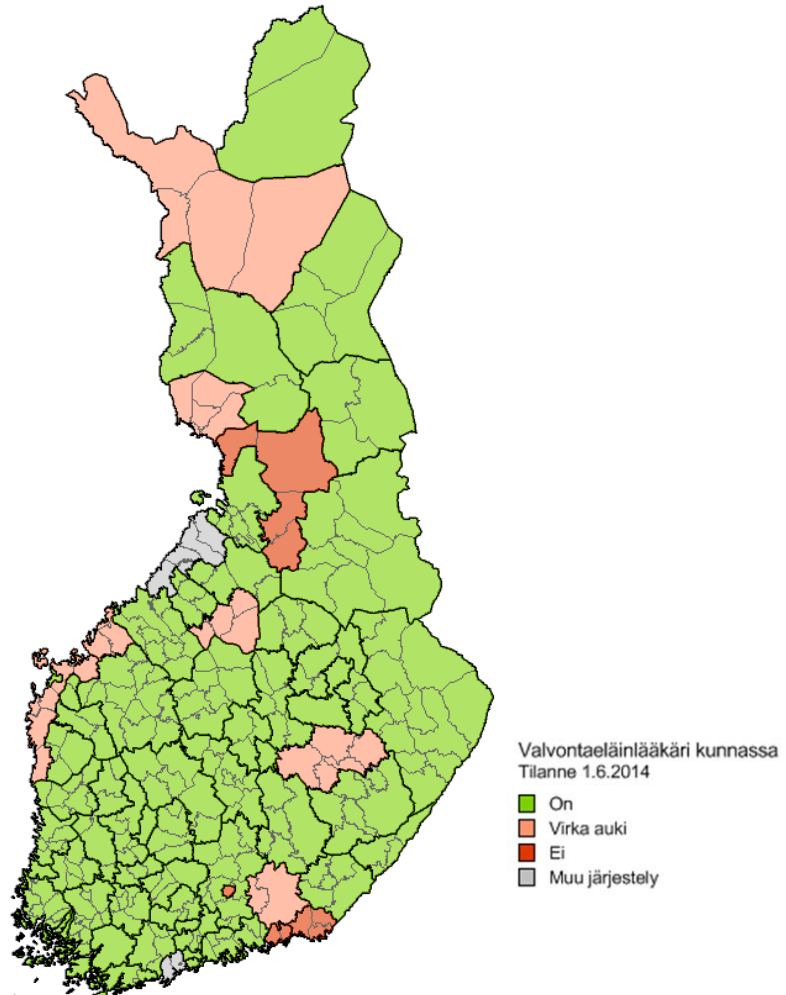 Valvontaeläinlääkäri kunnassa
Tilanne 1.6.2014
On
Virka auki
Ei
Muu järjestely